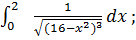 ∫₀² 1/√((16−x²)³) dx ;